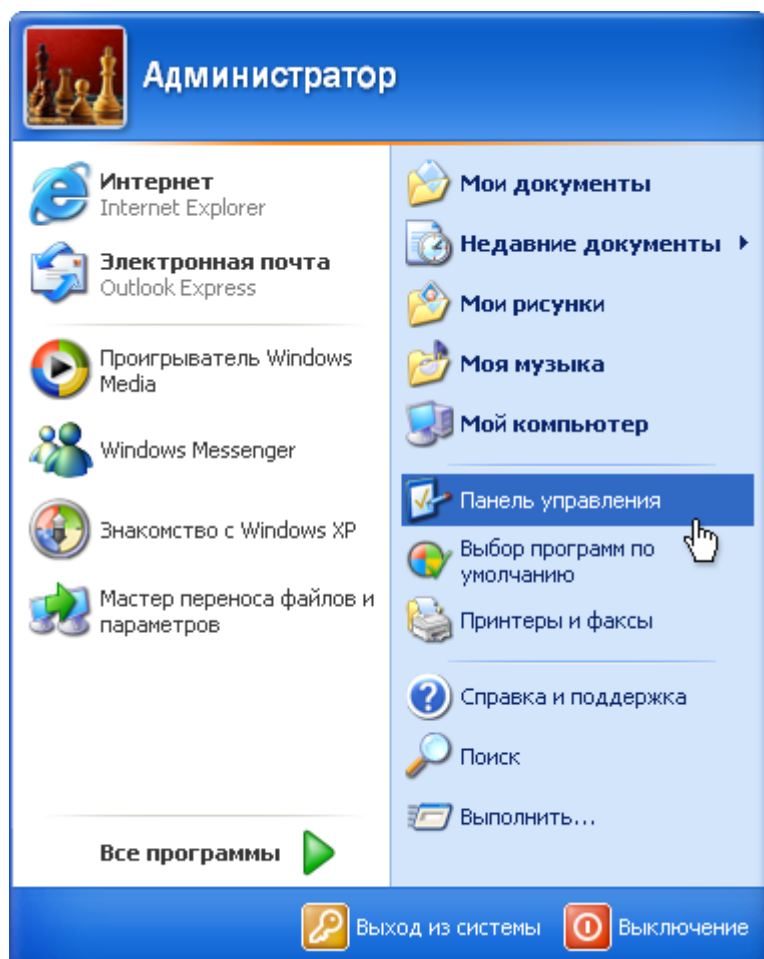 Администратор
Интернет
Internet Explorer
Электронная почта
Outlook Express
Проигрыватель Windows
Media
Windows Messenger
Знакомство с Windows XP
Мастер переноса файлов и
параметров
Все программы
Мои документы
Недавние документы
Мои рисунки
Моя музыка
Мой компьютер
Панель управления
Выбор программ по
умолчанию
Принтеры и факсы
Справка и поддержка
Поиск
Выполнить...
Выход из системы
Выключение